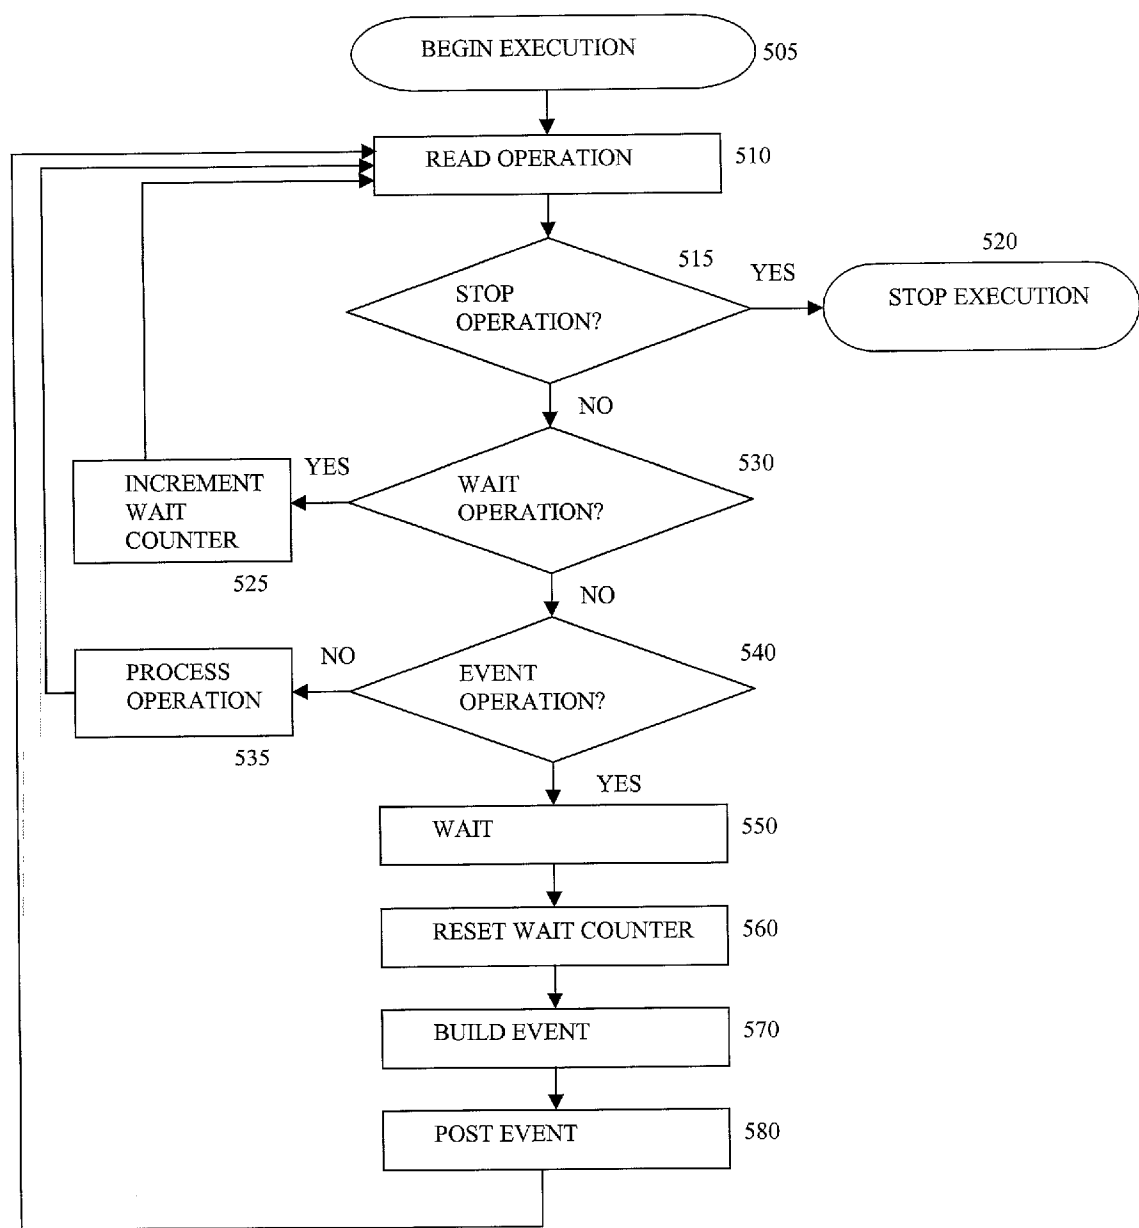 BEGIN EXECUTION
505
READ OPERATION
510
520
515
YES
STOP
OPERATION?
STOP EXECUTION
NO
YES
530
INCREMENT
WAIT
COUNTER
WAIT
OPERATION?
525
NO
NO
540
PROCESS
OPERATION
EVENT
OPERATION?
535
YES
WAIT
550
RESET WAIT COUNTER
560
BUILD EVENT
570
POST EVENT
580